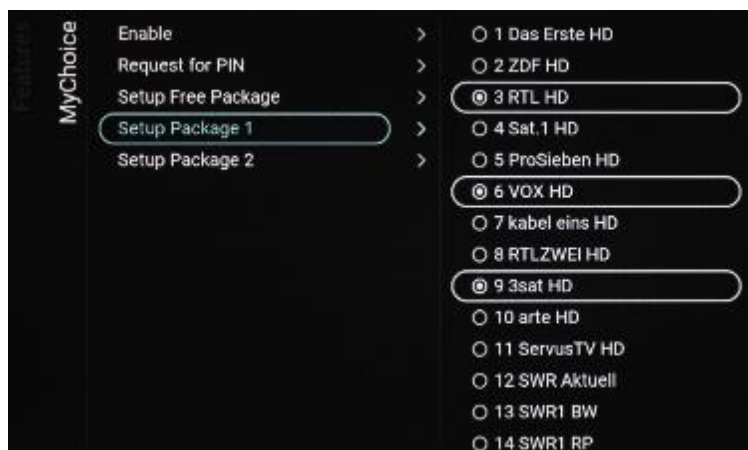 Features
MyChoice
Enable
Request for PIN
Setup Free Package
Setup Package 1
Setup Package 2
1 Das Erste HD
2 ZDF HD
3 RTL HD
4 Sat.1 HD
5 ProSieben HD
6 VOX HD
7 kabel eins HD
8 RTLZWEI HD
9 3sat HD
10 arte HD
11 ServusTV HD
12 SWR Aktuell
13 SWR1 BW
14 SWR1 RP